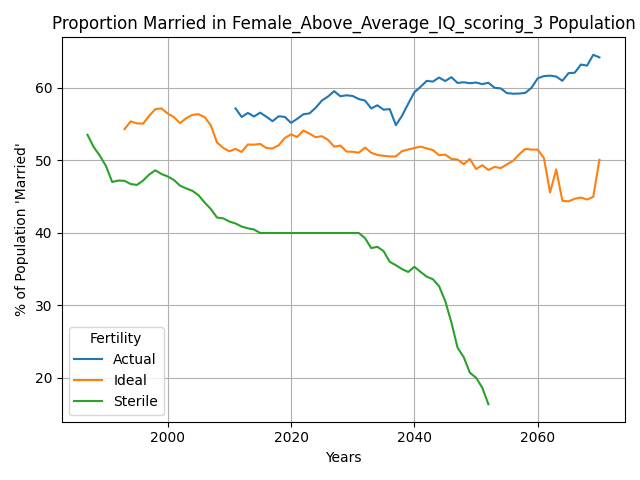 Proportion Married in Female_Above_Average_IQ_scoring_3 Population
% of Population 'Married'
60
50
40
30
20
Fertility
Actual
Ideal
Sterile
2000
2020
2040
2060
Years